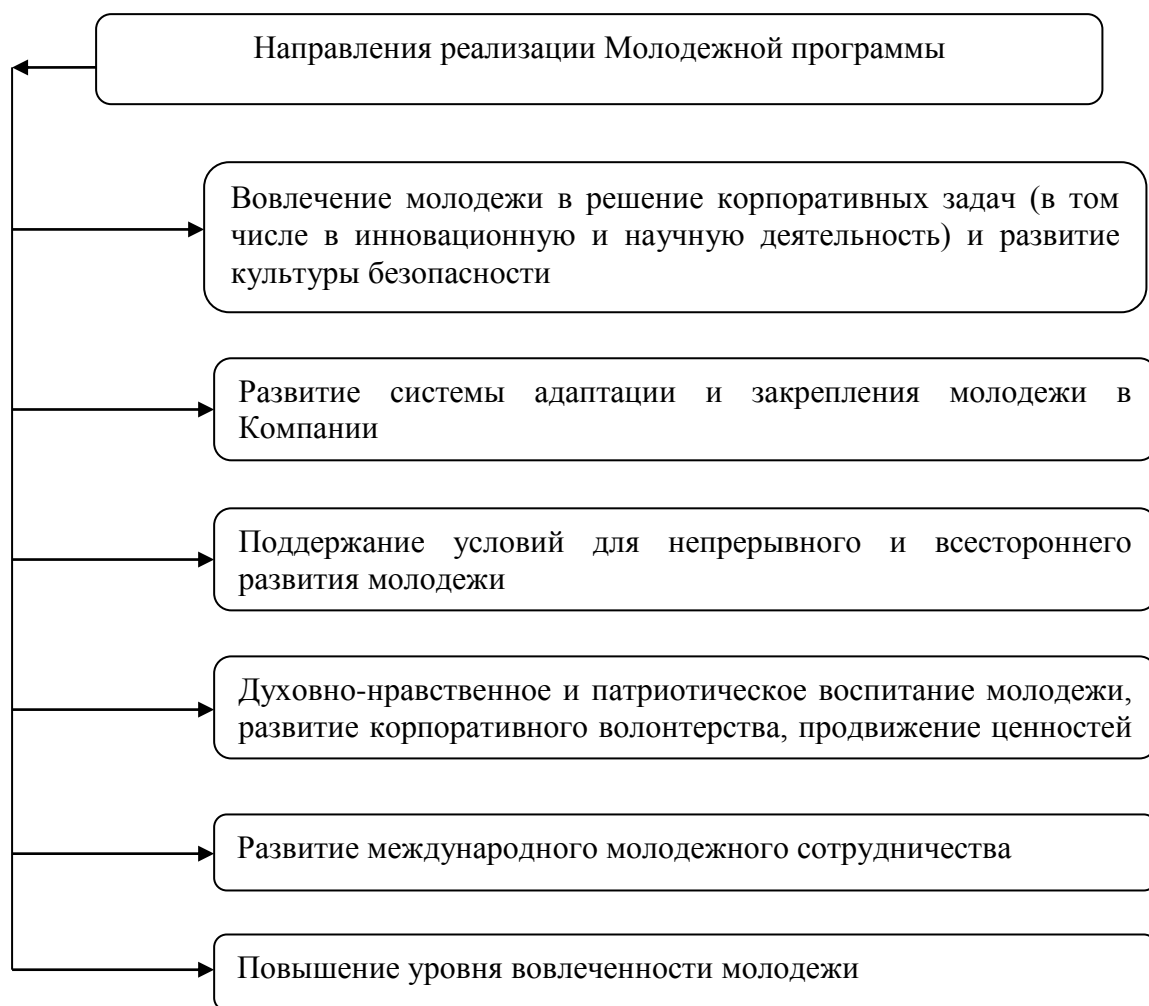 Направления реализации Молодежной программы
Вовлечение молодежи в решение корпоративных задач (в том
числе в инновационную и научную деятельность) и развитие
культуры безопасности
Развитие системы адаптации и закрепления молодежи в
Компании
Поддержание условий для непрерывного и всестороннего
развития молодежи
Духовно-нравственное и патриотическое воспитание молодежи,
развитие корпоративного волонтерства, продвижение ценностей
Развитие международного молодежного сотрудничества
Повышение уровня вовлеченности молодежи